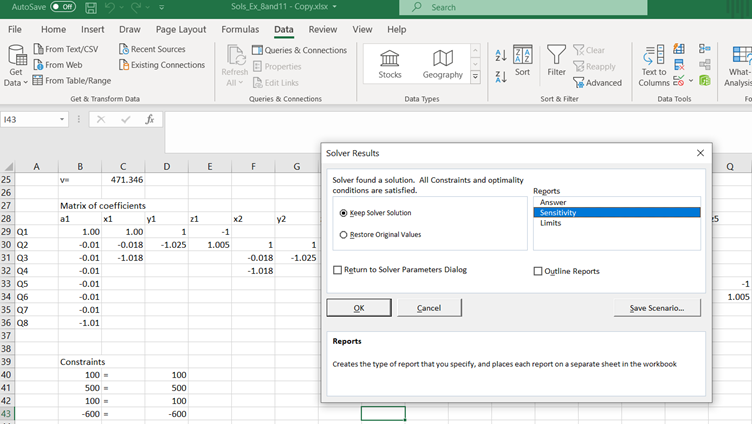 AutoSave Off Sols_Ex_Band11 - Copy.xlsx Search
File Home Insert Draw Page Layout Formulas Data Review View Help
Get Data From Text/CSV Recent Sources Refresh All Queries & Connections Stocks Geography Sort Filter Clear Text to Columns What- Analysis
From Web Existing Connections Properties Reapply
From Table/Range Edit Links Advanced
Get & Transform Data Queries & Connections Data Types Sort & Filter Data Tools Fo
I43 fx
A B C D E F G Q
25 v= 471.346
26
27 Matrix of coefficients
28 a1 x1 y1 z1 x2 y2 z5
29 Q1 1.00 1.00 1 -1
30 Q2 -0.01 -0.018 -1.025 1.005 1 1
31 Q3 -0.01 -1.018 -0.018 -1.025
32 Q4 -0.01 -1.018
33 Q5 -0.01 -1
34 Q6 -0.01 1.005
35 Q7 -0.01
36 Q8 -1.01
37
38
39 Constraints
40 100 = 100
41 500 = 500
42 100 = 100
43 -600 = -600
Solver Results
Solver found a solution. All Constraints and optimality
conditions are satisfied.
Keep Solver Solution
Restore Original Values
Reports
Answer
Sensitivity
Limits
Return to Solver Parameters Dialog
Outline Reports
OK Cancel Save Scenario...
Reports
Creates the type of report that you specify, and places each report on a separate sheet in the workbook